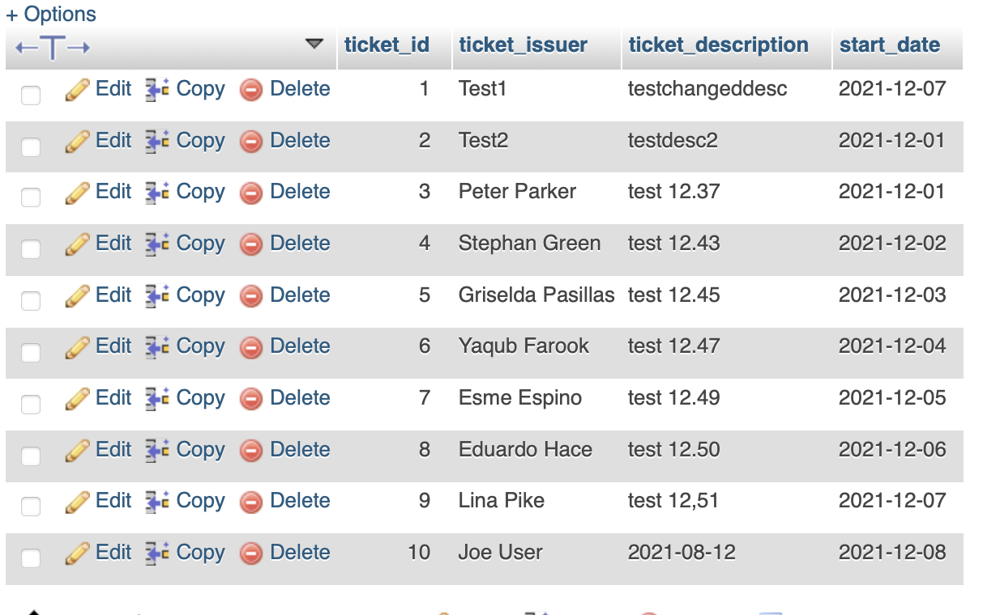 + Options
←T→ ticket_id ticket_issuer ticket_description start_date
Edit Copy Delete 1 Test1 testchangeddesc 2021-12-07
Edit Copy Delete 2 Test2 testdesc2 2021-12-01
Edit Copy Delete 3 Peter Parker test 12.37 2021-12-01
Edit Copy Delete 4 Stephan Green test 12.43 2021-12-02
Edit Copy Delete 5 Griselda Pasillas test 12.45 2021-12-03
Edit Copy Delete 6 Yaqub Farook test 12.47 2021-12-04
Edit Copy Delete 7 Esme Espino test 12.49 2021-12-05
Edit Copy Delete 8 Eduardo Hace test 12.50 2021-12-06
Edit Copy Delete 9 Lina Pike test 12,51 2021-12-07
Edit Copy Delete 10 Joe User 2021-08-12 2021-12-08